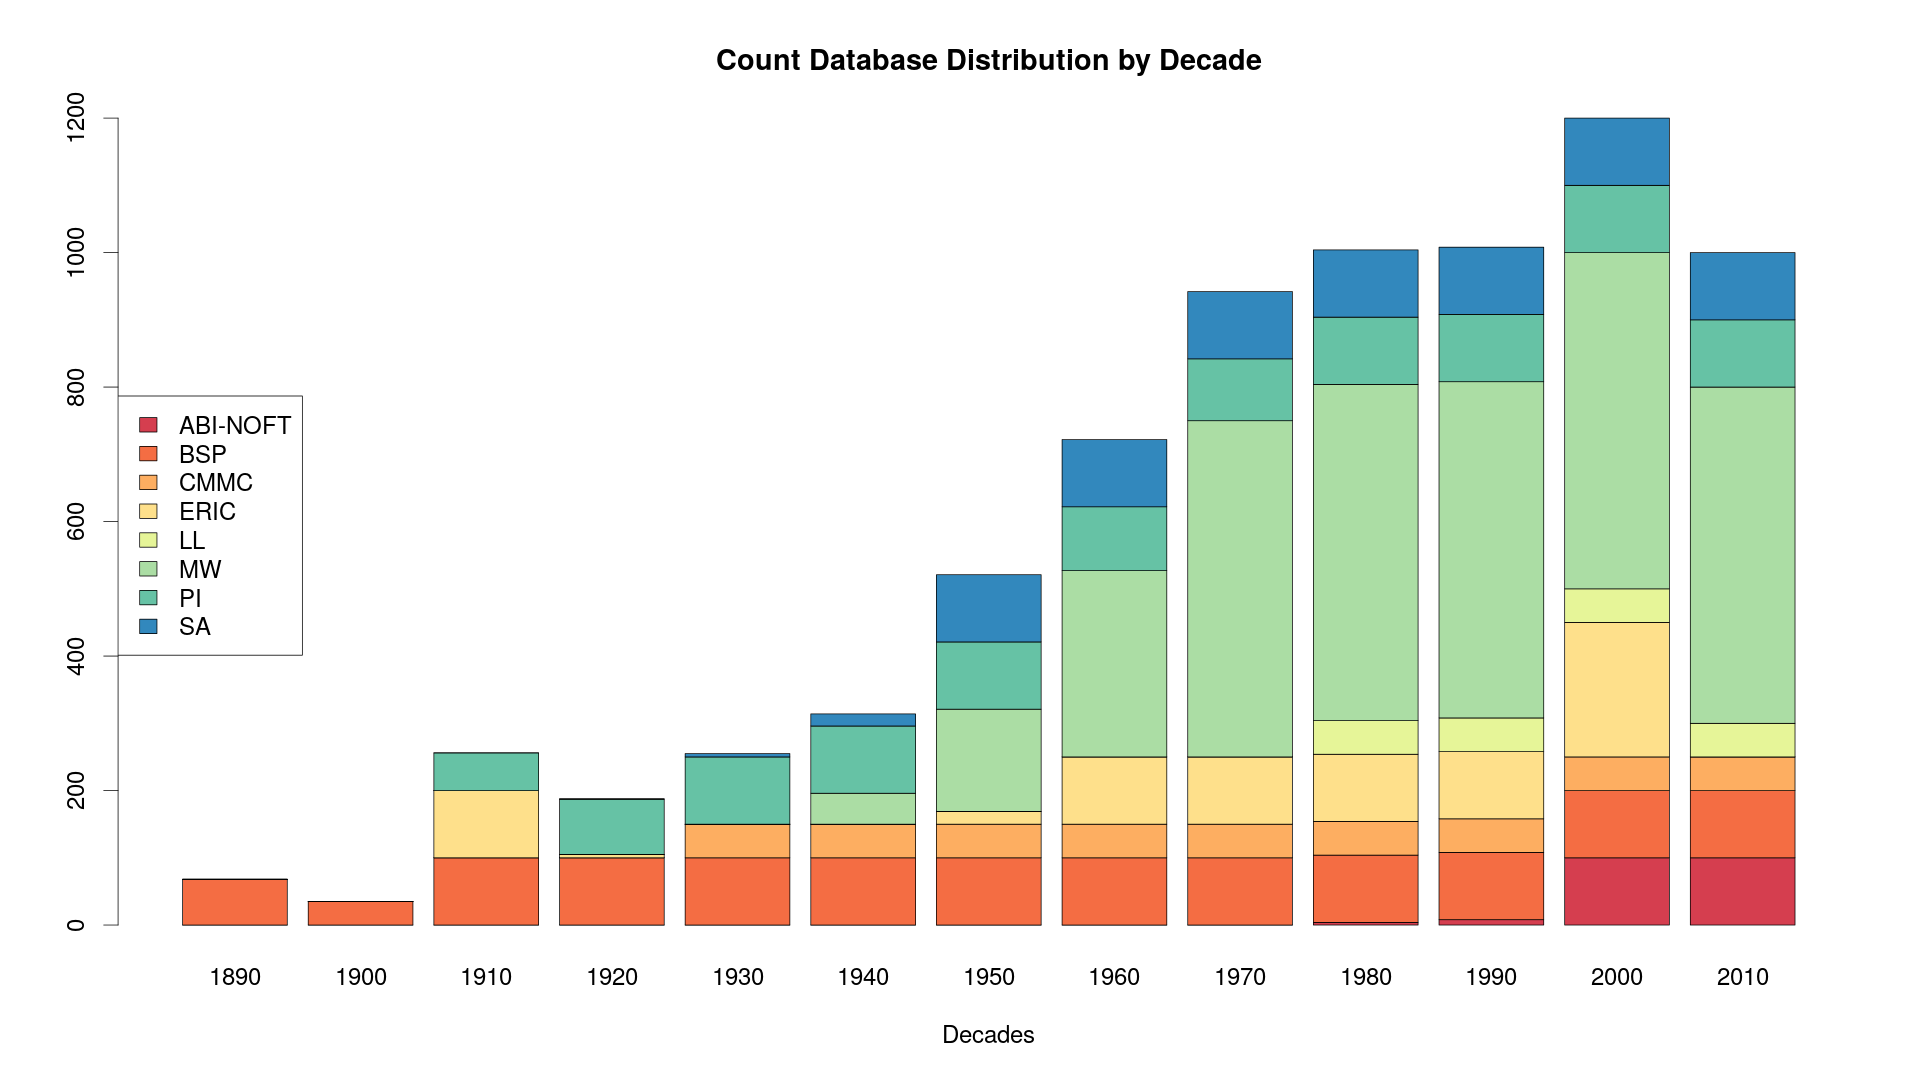 Count Database Distribution by Decade
1200
1000
800
600
400
200
0
ABI-NOFT
BSP
CMMC
ERIC
LL
MW
PI
SA
1890 1900 1910 1920 1930 1940 1950 1960 1970 1980 1990 2000 2010
Decades